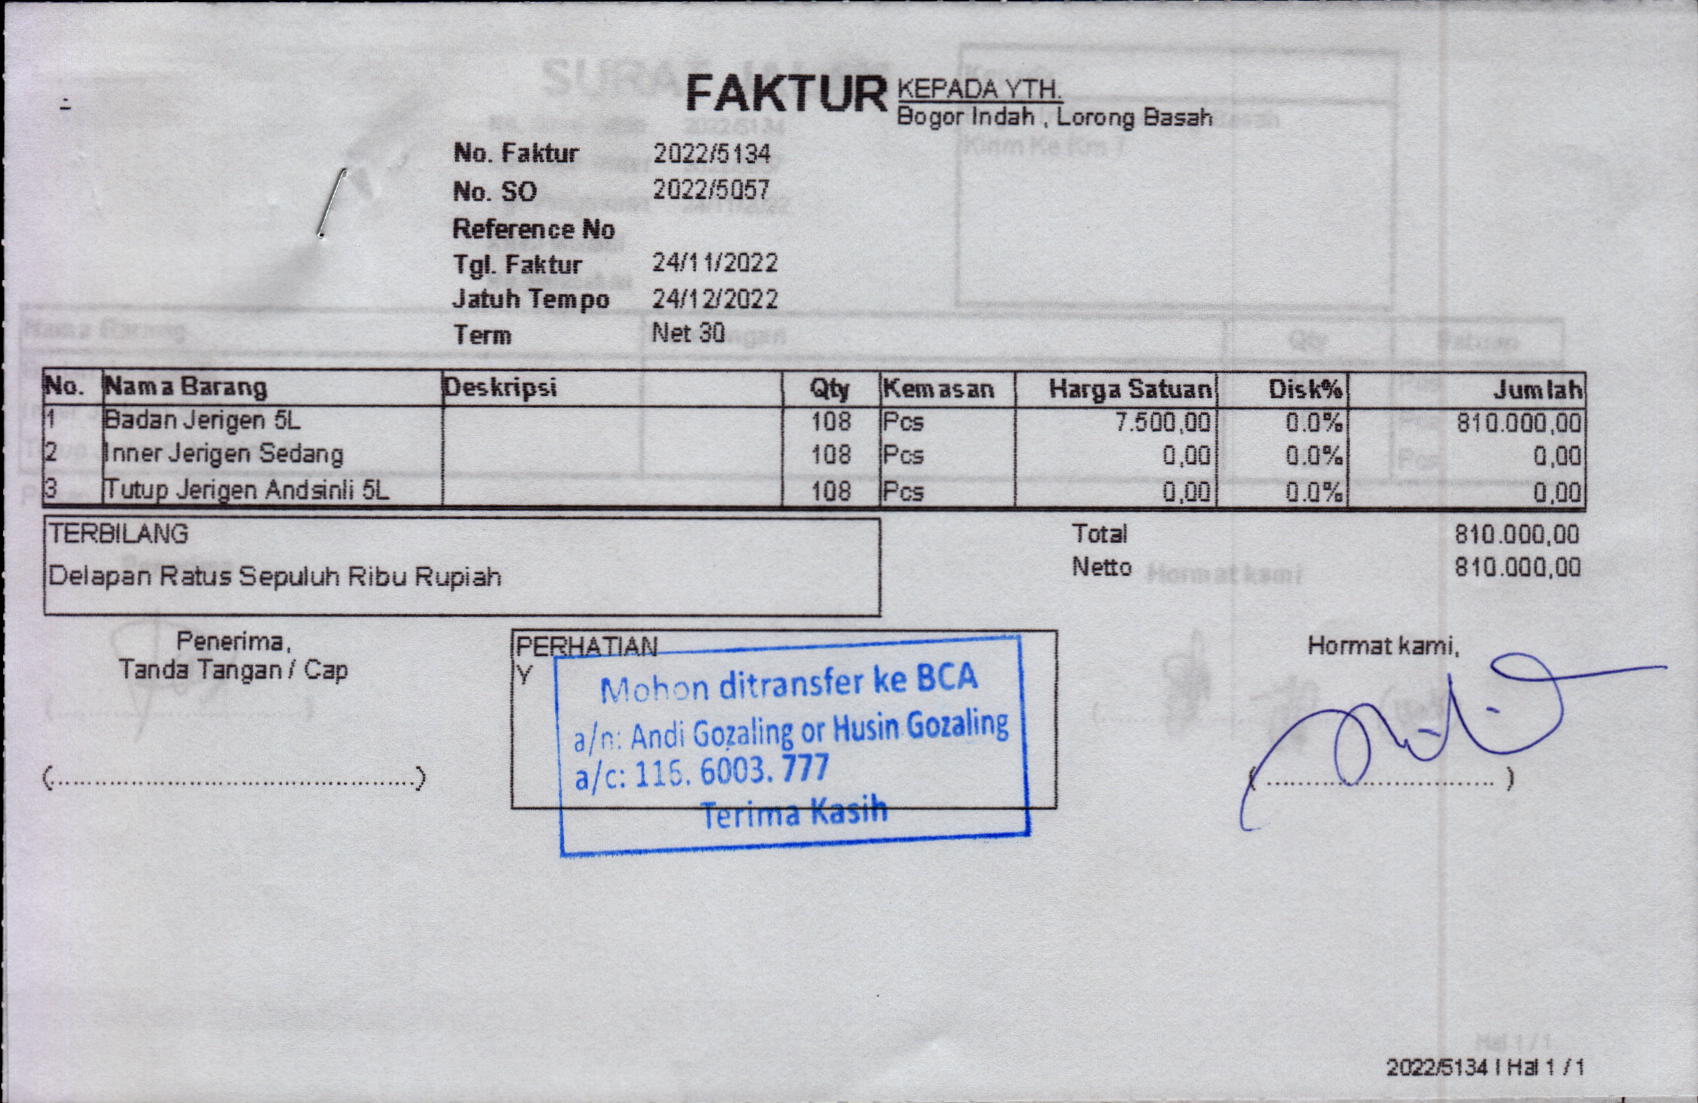 FAKTUR
KEPADA YTH.
Bogor Indah , Lorong Basah
No. Faktur 2022/5134
No. SO 2022/5057
Reference No
Tgl. Faktur 24/11/2022
Jatuh Tempo 24/12/2022
Term Net 30
No. Nama Barang Deskripsi Qty Kemasan Harga Satuan Disk% Jumlah
1 Badan Jerigen 5L 108 Pcs 7.500,00 0.0% 810.000,00
2 Inner Jerigen Sedang 108 Pcs 0,00 0.0% 0,00
3 Tutup Jerigen Andsinli 5L 108 Pcs 0,00 0.0% 0,00
TERBILANG
Delapan Ratus Sepuluh Ribu Rupiah
Total 810.000,00
Netto 810.000,00
Penerima,
Tanda Tangan / Cap
(................................................)
PERHATIAN
Y
Mohon ditransfer ke BCA
a/n: Andi Gozaling or Husin Gozaling
a/c: 115. 6003. 777
Terima Kasih
Hormat kami,
(................................)
2022/5134 | Hal 1 / 1